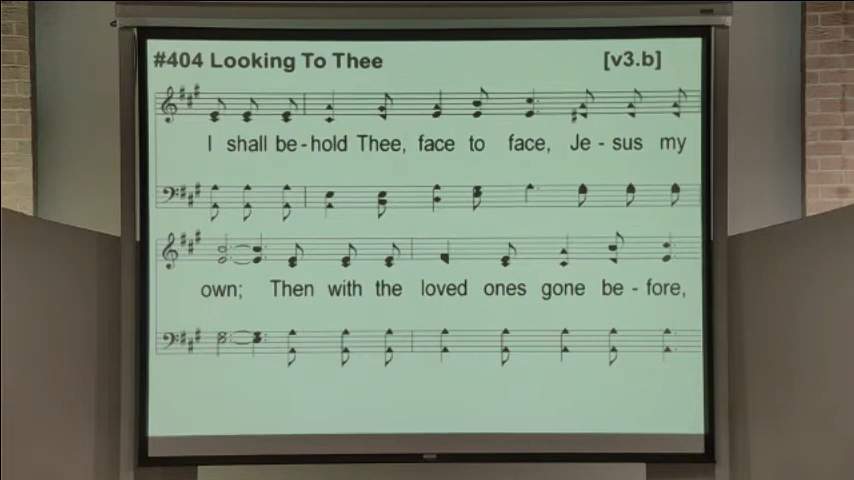 #404 Looking To Thee [v3.b]
I shall be-hold Thee, face to face, Je - sus my
own; Then with the loved ones gone be - fore,